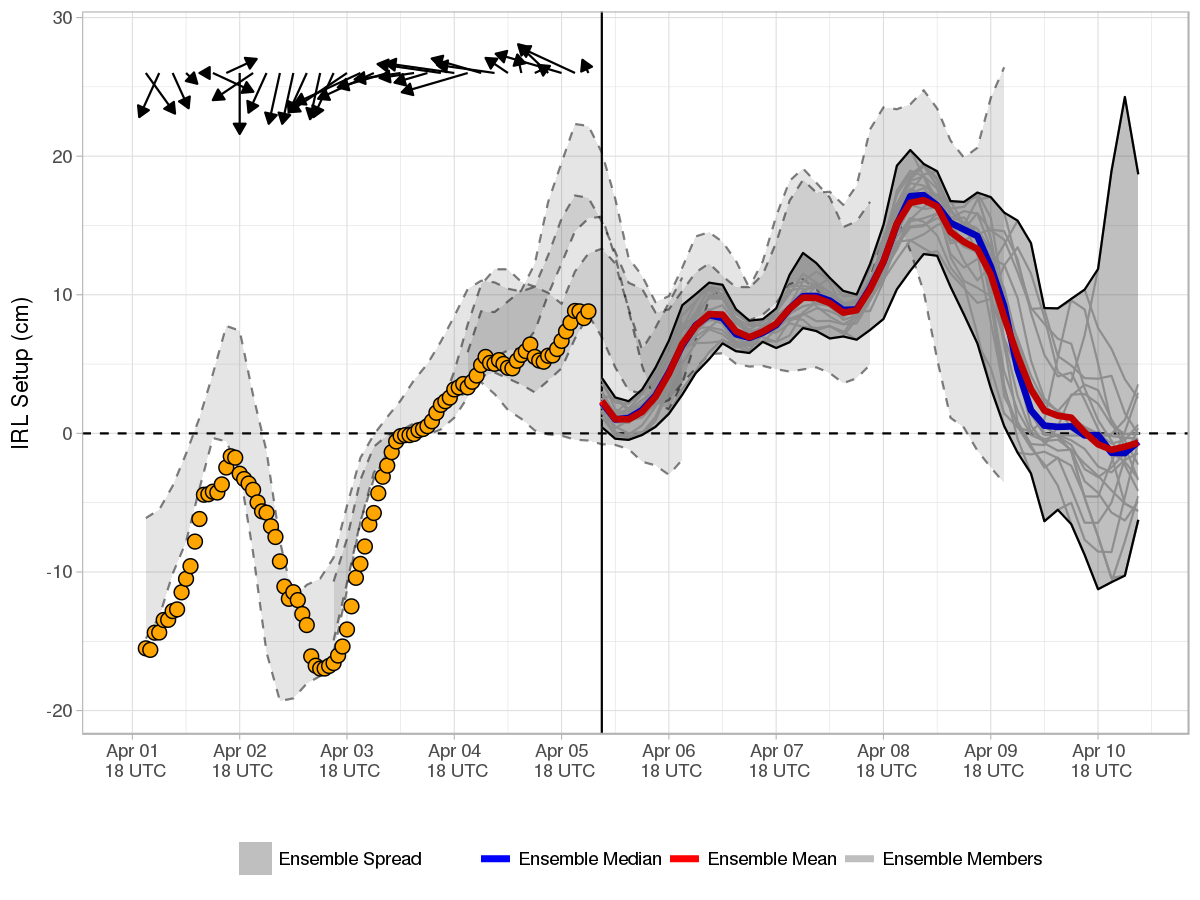 IRL Setup (cm)
30
20
10
0
-10
-20
Apr 01 Apr 02 Apr 03 Apr 04 Apr 05 Apr 06 Apr 07 Apr 08 Apr 09 Apr 10
18 UTC 18 UTC 18 UTC 18 UTC 18 UTC 18 UTC 18 UTC 18 UTC 18 UTC 18 UTC
Ensemble Spread Ensemble Median Ensemble Mean Ensemble Members